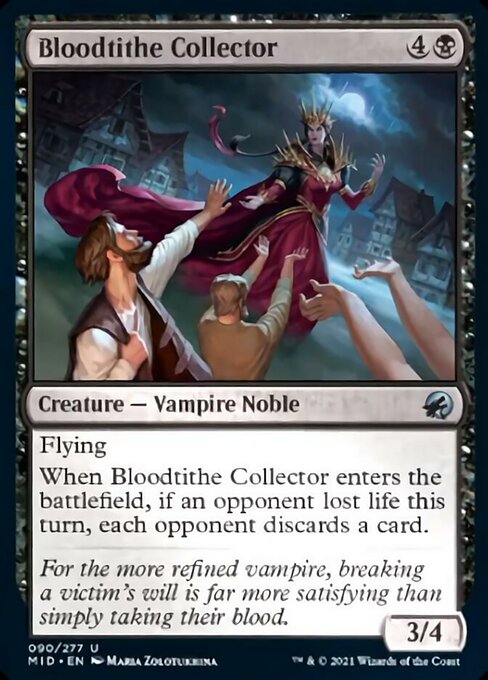 Bloodtithe Collector 4
Creature — Vampire Noble
Flying
When Bloodtithe Collector enters the
battlefield, if an opponent lost life this
turn, each opponent discards a card.
For the more refined vampire, breaking
a victim's will is far more satisfying than
simply taking their blood.
3/4
090/277 U
MID • EN Maria Zolotukhina
™ & © 2021 Wizards of the Coast